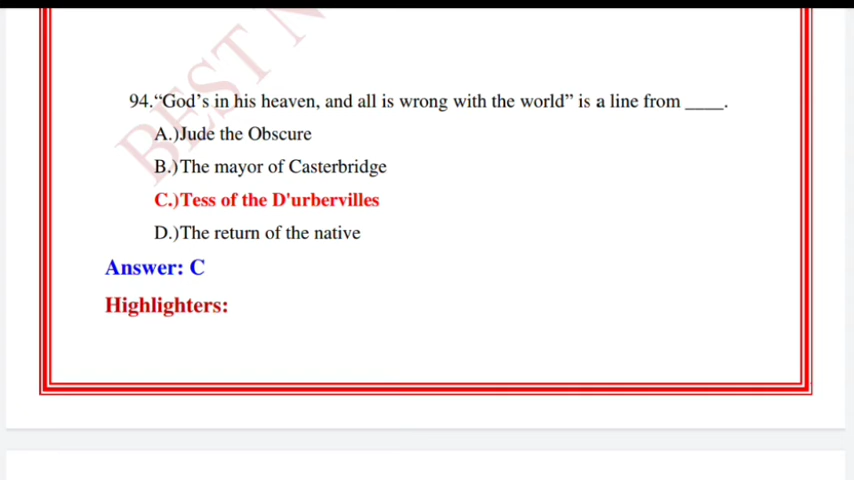 BEST N
94.“God’s in his heaven, and all is wrong with the world” is a line from ____.
A.)Jude the Obscure
B.)The mayor of Casterbridge
C.)Tess of the D'urbervilles
D.)The return of the native
Answer: C
Highlighters: